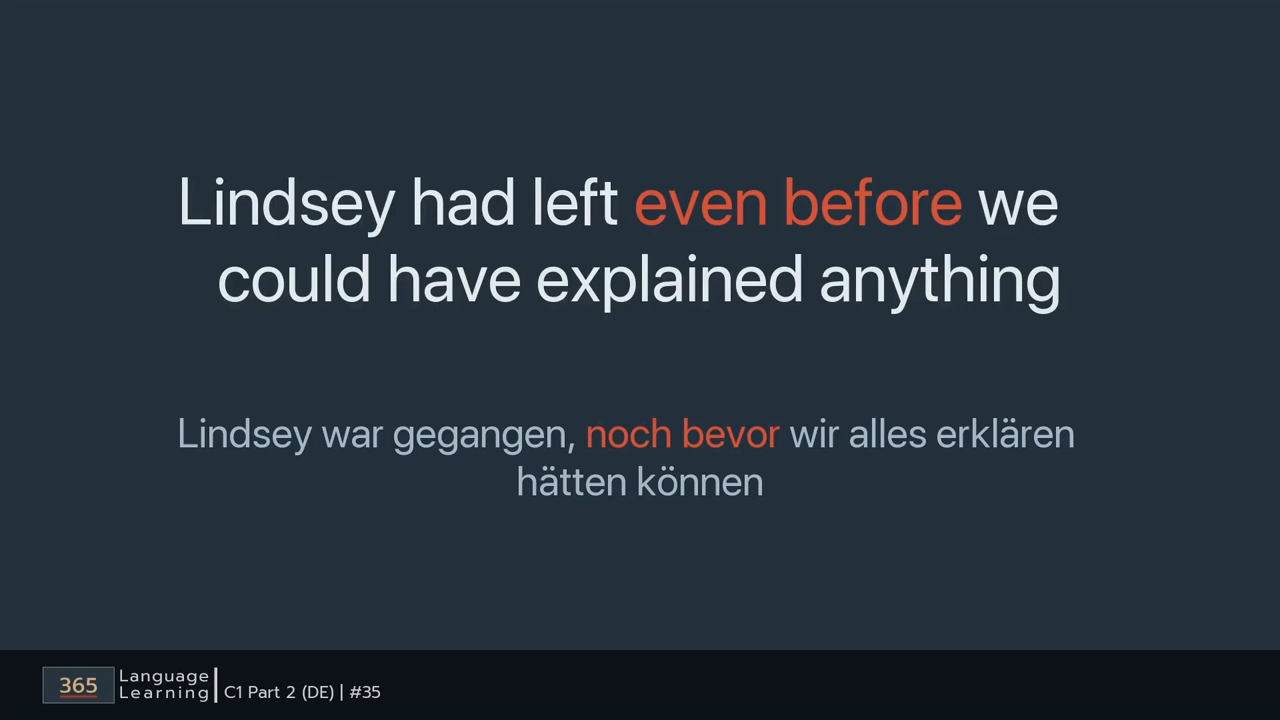 Lindsey had left even before we
could have explained anything
Lindsey war gegangen, noch bevor wir alles erklären
hätten können
365
Language
Learning
C1 Part 2 (DE) | #35